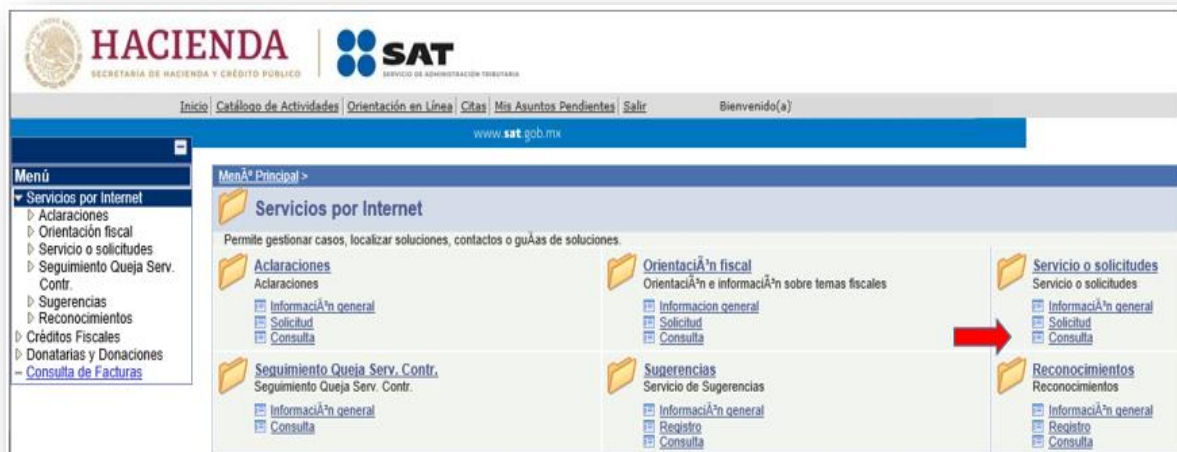 HACIENDA
SECRETARÍA DE HACIENDA Y CRÉDITO PÚBLICO
SAT
SERVICIO DE ADMINISTRACIÓN TRIBUTARIA
Inicio | Catálogo de Actividades | Orientación en Línea | Citas | Mis Asuntos Pendientes | Salir Bienvenido(a)
www.sat.gob.mx
Menú
Servicios por Internet
Aclaraciones
Orientación fiscal
Servicio o solicitudes
Seguimiento Queja Serv.
Contr.
Sugerencias
Reconocimientos
Créditos Fiscales
Donatarias y Donaciones
Consulta de Facturas
MenÃº Principal >
Servicios por Internet
Permite gestionar casos, localizar soluciones, contactos o guÃas de soluciones.
Aclaraciones
Aclaraciones
InformaciÃ³n general
Solicitud
Consulta
OrientaciÃ³n fiscal
OrientaciÃ³n e informaciÃ³n sobre temas fiscales
Informacion general
Solicitud
Consulta
Servicio o solicitudes
Servicio o solicitudes
InformaciÃ³n general
Solicitud
Consulta
Seguimiento Queja Serv. Contr.
Seguimiento Queja Serv. Contr.
InformaciÃ³n general
Consulta
Sugerencias
Servicio de Sugerencias
InformaciÃ³n general
Registro
Consulta
Reconocimientos
Reconocimientos
InformaciÃ³n general
Registro
Consulta